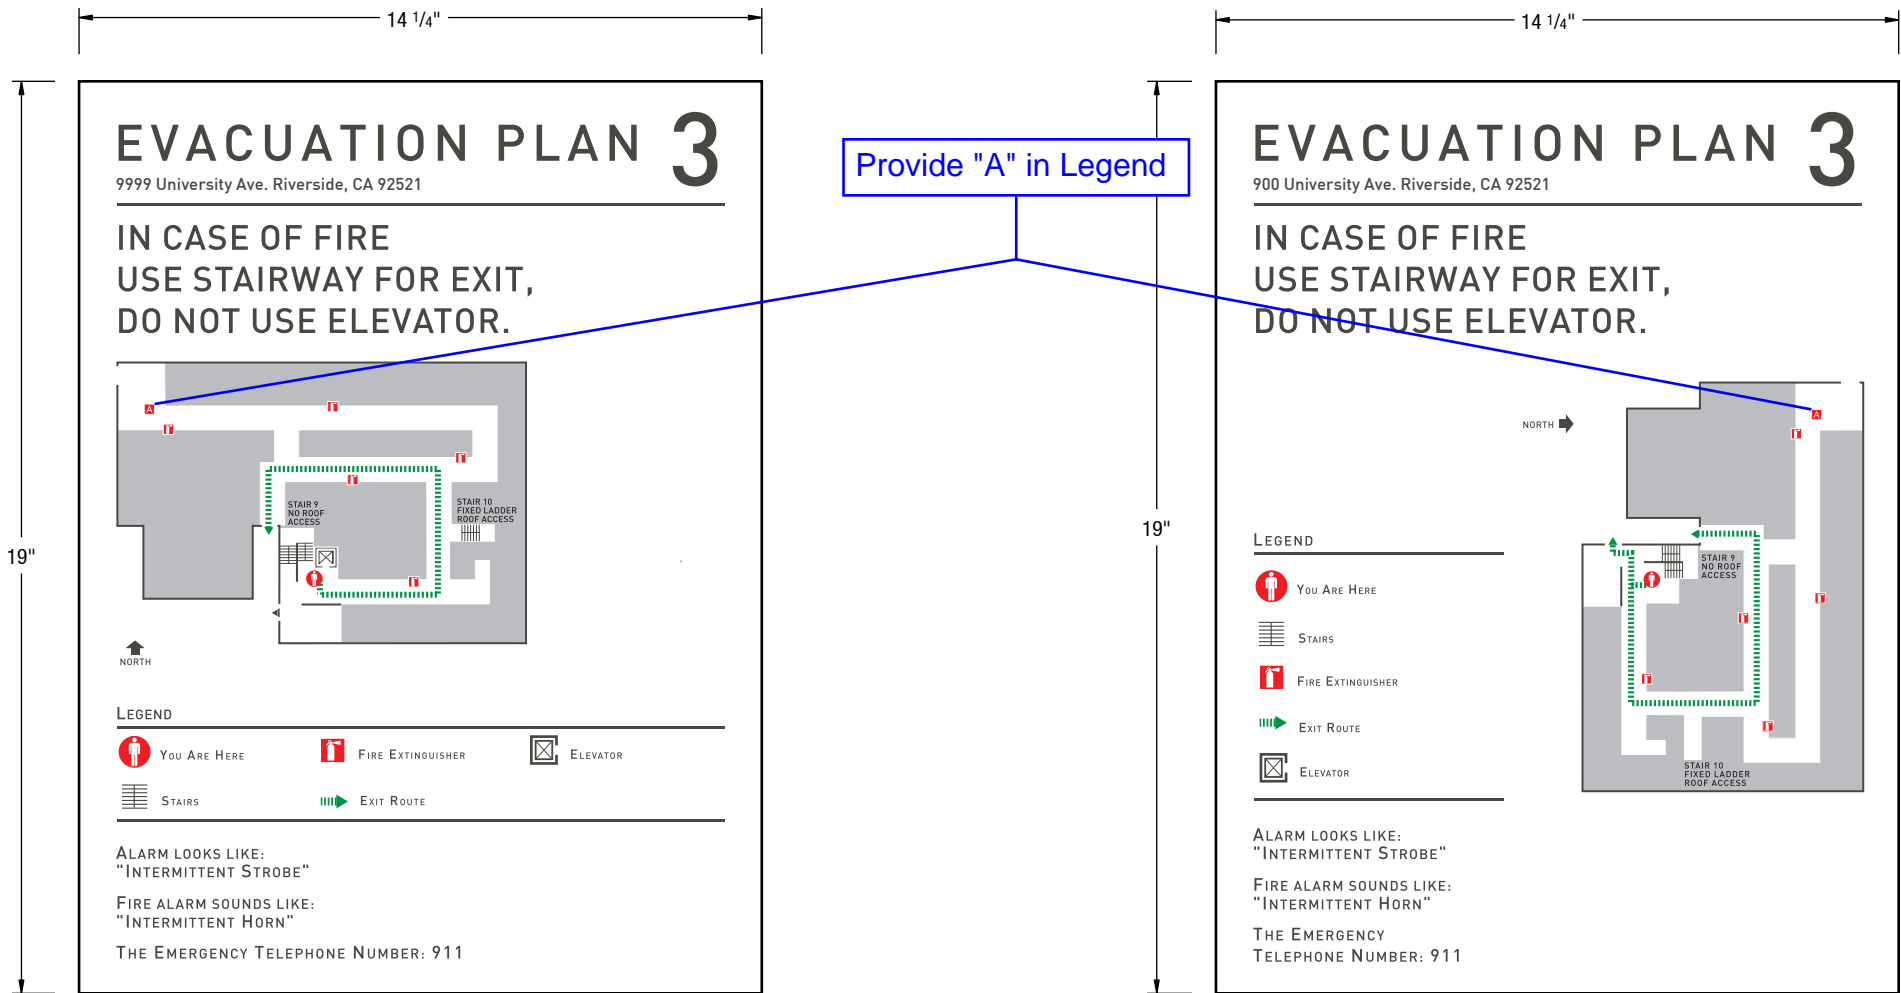 14 1/4"
19"
EVACUATION PLAN 3
9999 University Ave. Riverside, CA 92521
IN CASE OF FIRE
USE STAIRWAY FOR EXIT,
DO NOT USE ELEVATOR.
A
STAIR 9
NO ROOF
ACCESS
STAIR 10
FIXED LADDER
ROOF ACCESS
NORTH
LEGEND
YOU ARE HERE
FIRE EXTINGUISHER
ELEVATOR
STAIRS
EXIT ROUTE
ALARM LOOKS LIKE:
"INTERMITTENT STROBE"
FIRE ALARM SOUNDS LIKE:
"INTERMITTENT HORN"
THE EMERGENCY TELEPHONE NUMBER: 911
Provide "A" in Legend
14 1/4"
19"
EVACUATION PLAN 3
900 University Ave. Riverside, CA 92521
IN CASE OF FIRE
USE STAIRWAY FOR EXIT,
DO NOT USE ELEVATOR.
A
NORTH
STAIR 9
NO ROOF
ACCESS
STAIR 10
FIXED LADDER
ROOF ACCESS
LEGEND
YOU ARE HERE
STAIRS
FIRE EXTINGUISHER
EXIT ROUTE
ELEVATOR
ALARM LOOKS LIKE:
"INTERMITTENT STROBE"
FIRE ALARM SOUNDS LIKE:
"INTERMITTENT HORN"
THE EMERGENCY
TELEPHONE NUMBER: 911